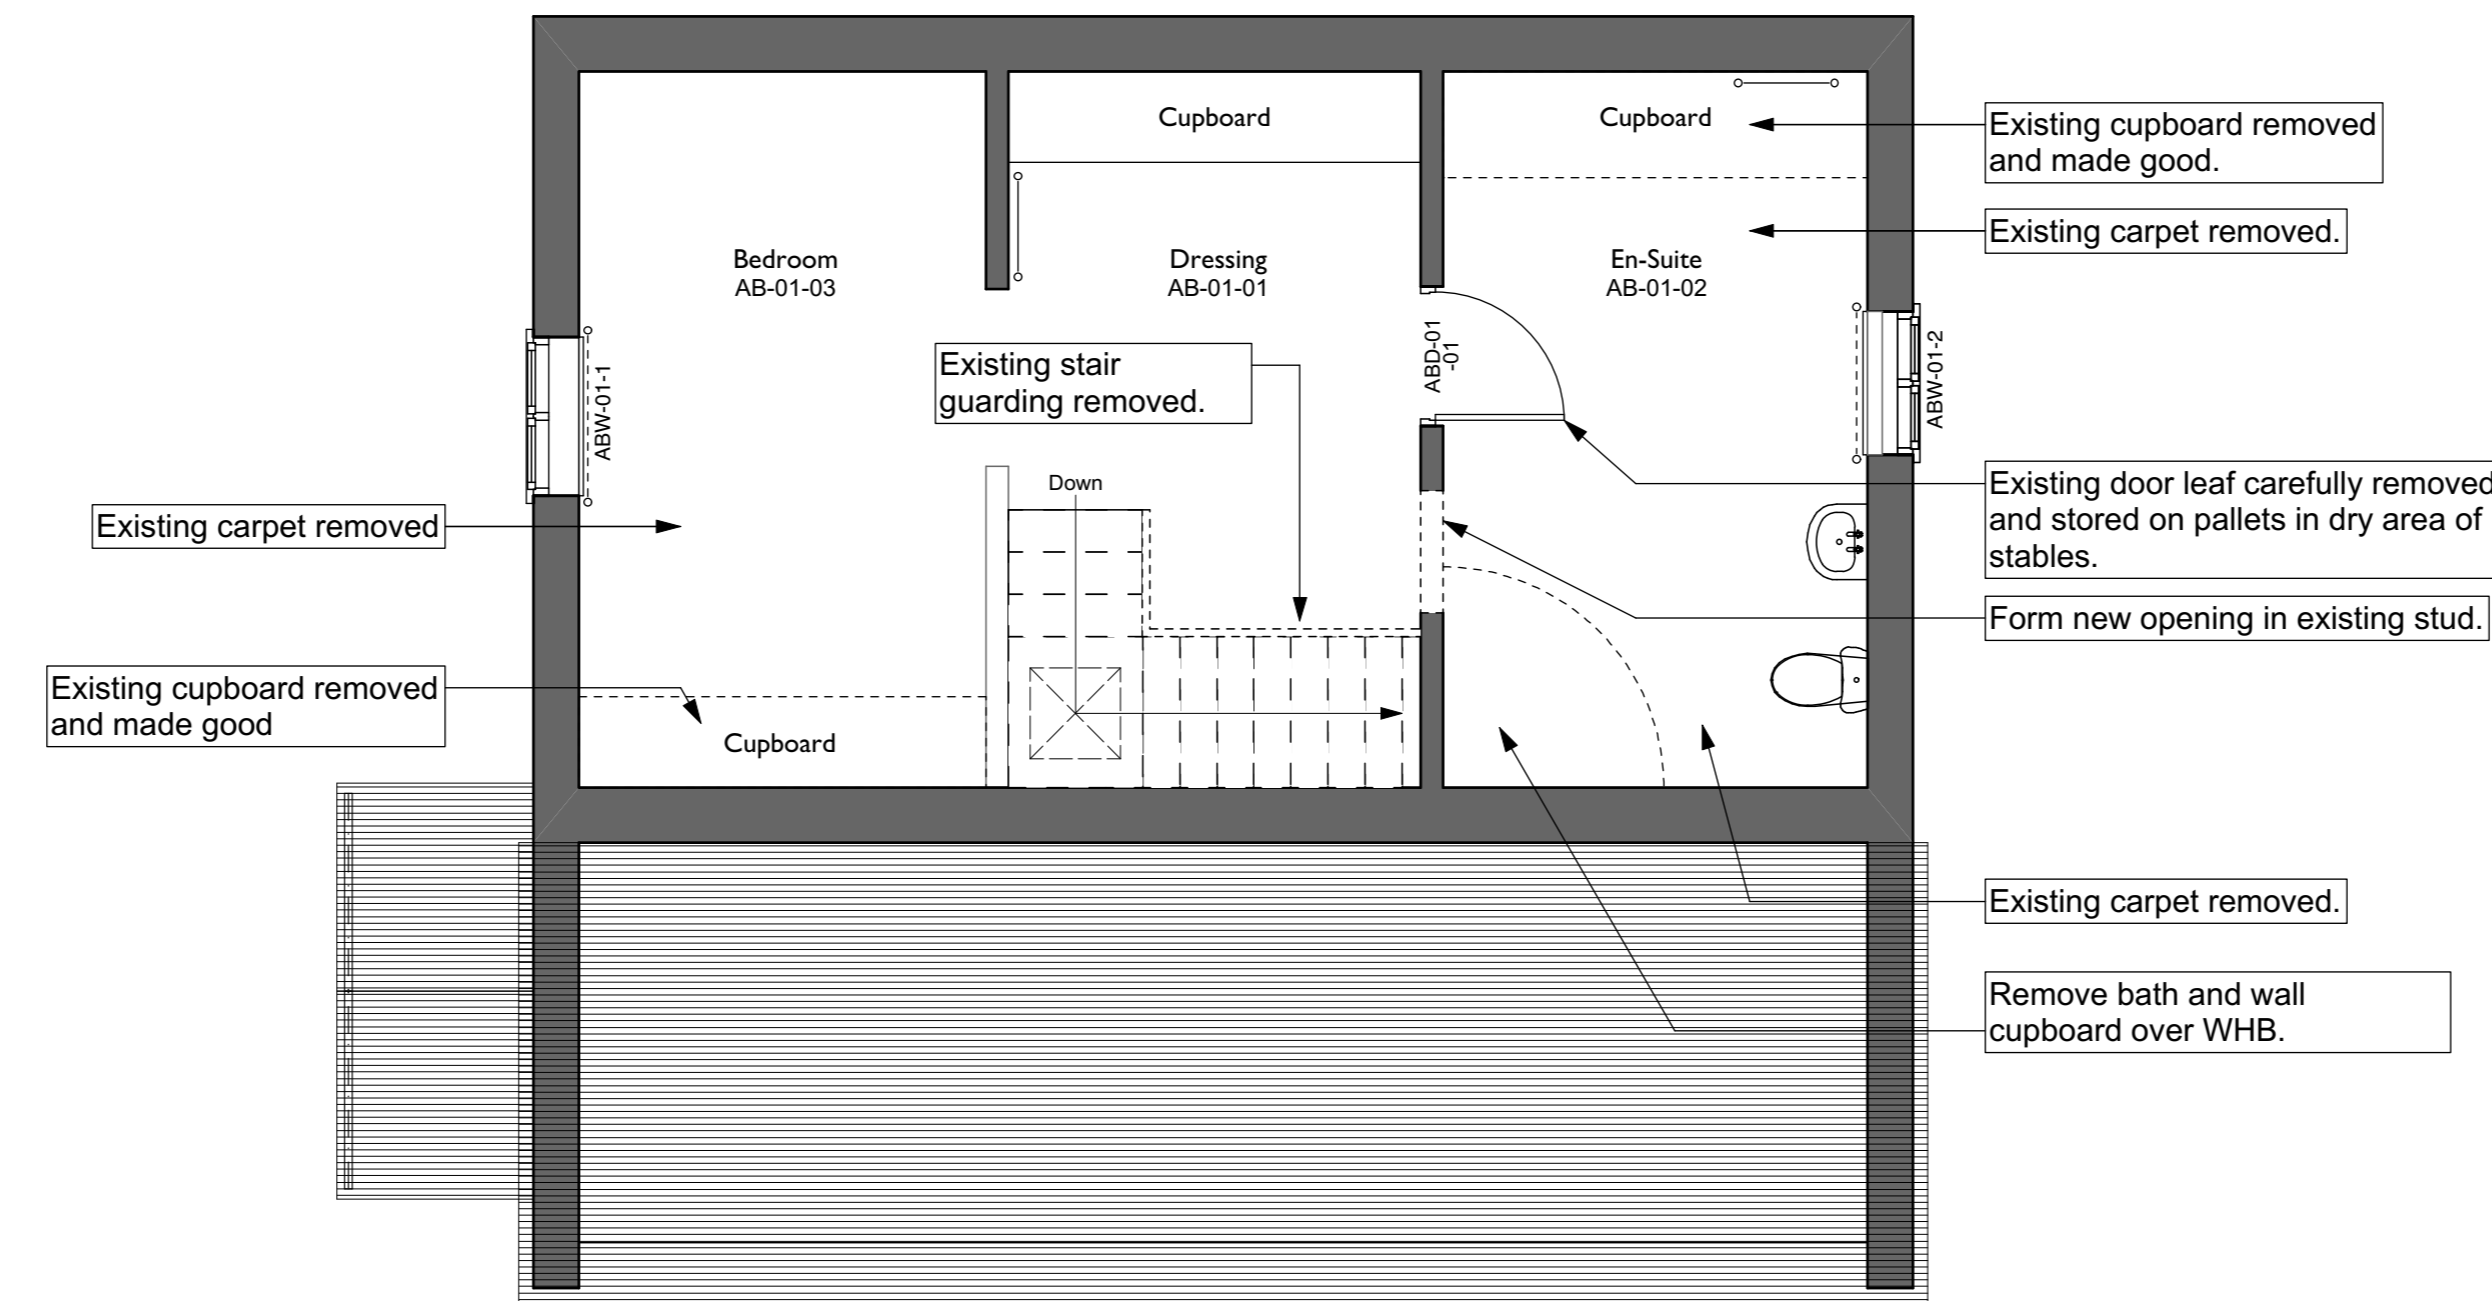 Cupboard
Cupboard
Existing cupboard removed
and made good.
Existing carpet removed.
Bedroom
AB-01-03
Dressing
AB-01-01
En-Suite
AB-01-02
ABD-01
-01
ABW-01-1
ABW-01-2
Existing stair
guarding removed.
Down
Existing carpet removed
Existing door leaf carefully removed
and stored on pallets in dry area of
stables.
Form new opening in existing stud.
Existing cupboard removed
and made good
Cupboard
Existing carpet removed.
Remove bath and wall
cupboard over WHB.